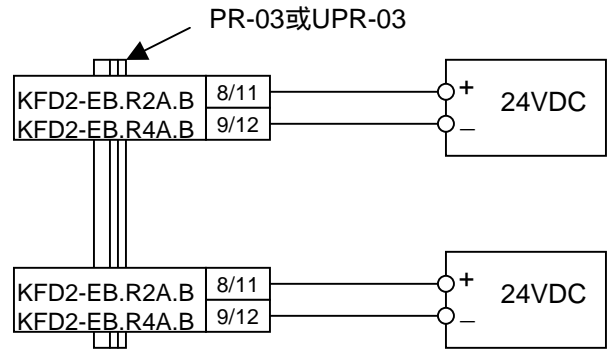 PR-03或UPR-03
KFD2-EB.R2A.B 8/11 + 24VDC
KFD2-EB.R4A.B 9/12 −
KFD2-EB.R2A.B 8/11 + 24VDC
KFD2-EB.R4A.B 9/12 −